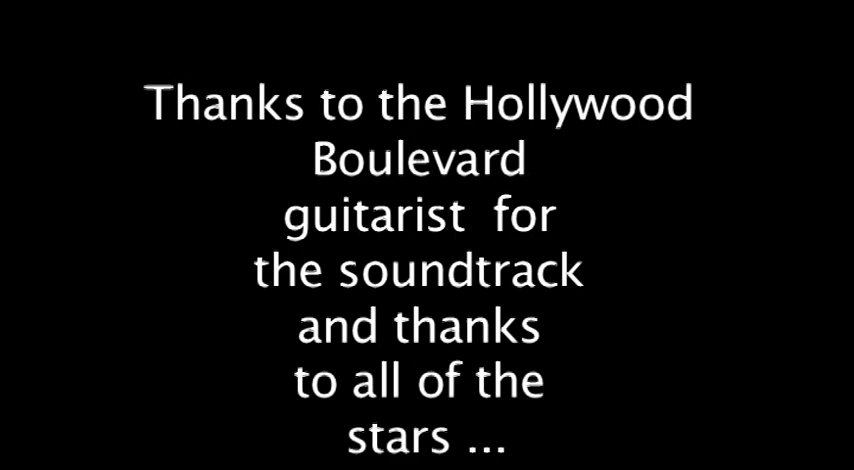 Thanks to the Hollywood
Boulevard
guitarist  for
the soundtrack
and thanks
to all of the
stars ...